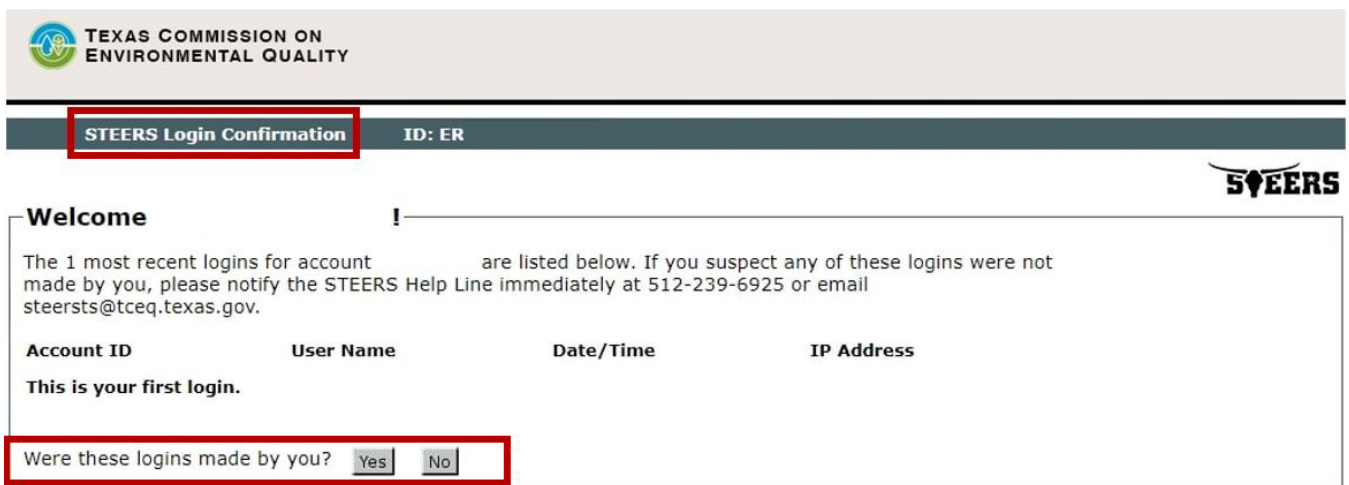 TEXAS COMMISSION ON
ENVIRONMENTAL QUALITY
STEERS Login Confirmation ID: ER
STEERS
Welcome !
The 1 most recent logins for account are listed below. If you suspect any of these logins were not
made by you, please notify the STEERS Help Line immediately at 512-239-6925 or email
steersts@tceq.texas.gov.
Account ID User Name Date/Time IP Address
This is your first login.
Were these logins made by you? Yes No